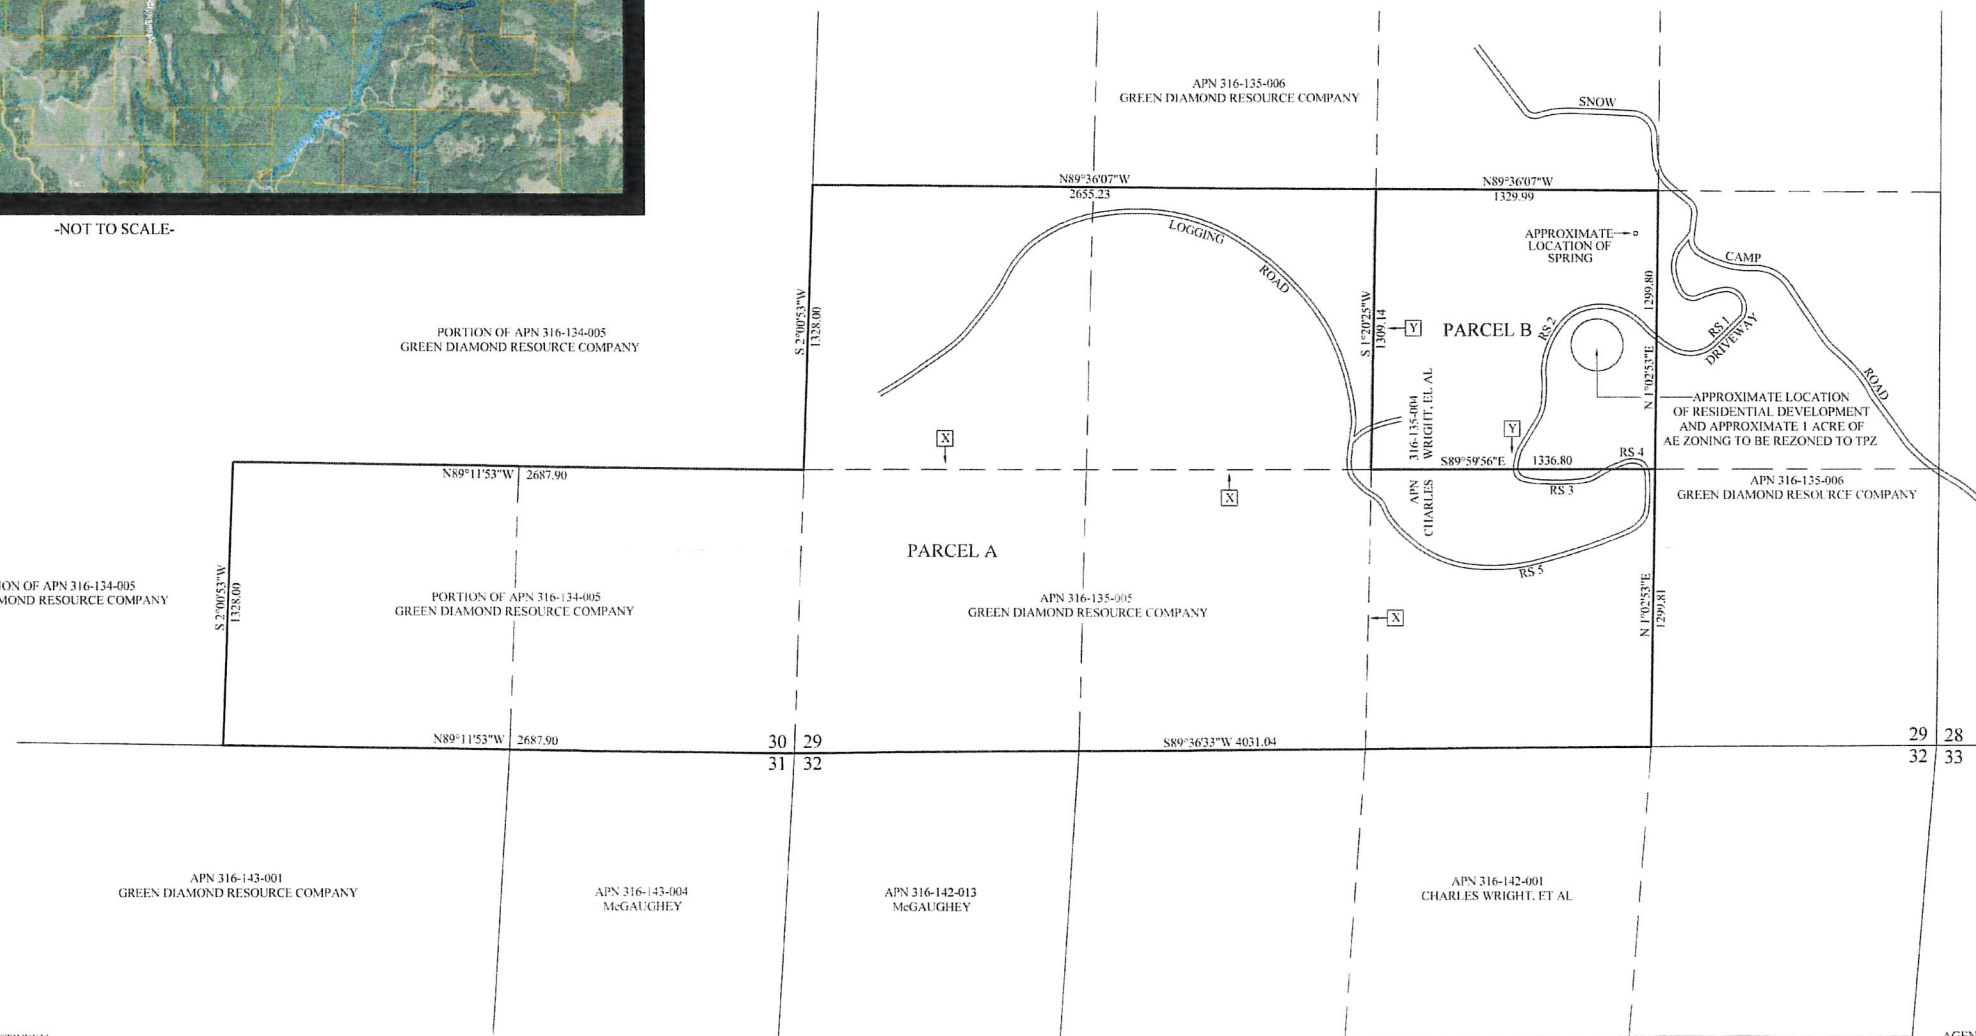 -NOT TO SCALE-
APN 316-135-006
GREEN DIAMOND RESOURCE COMPANY
SNOW
N89°36'07"W
2655.23
N89°36'07"W
1329.99
LOGGING
ROAD
APPROXIMATE
LOCATION OF
SPRING
CAMP
ROAD
S 2°00'53"W
1328.00
PORTION OF APN 316-134-005
GREEN DIAMOND RESOURCE COMPANY
S 1°20'25"W
1309.14
Y
PARCEL B
RS 2
1299.80
N 1°02'53"E
RS 1
DRIVEWAY
316-135-004
WRIGHT, EL AL
APN
CHARLES
APPROXIMATE LOCATION
OF RESIDENTIAL DEVELOPMENT
AND APPROXIMATE 1 ACRE OF
AE ZONING TO BE REZONED TO TPZ
X
Y
N89°11'53"W 2687.90
S89°59'56"E 1336.80
RS 4
RS 3
X
APN 316-135-006
GREEN DIAMOND RESOURCE COMPANY
PARCEL A
RS 5
ION OF APN 316-134-005
MOND RESOURCE COMPANY
S 2°00'53"W
1328.00
PORTION OF APN 316-134-005
GREEN DIAMOND RESOURCE COMPANY
APN 316-135-005
GREEN DIAMOND RESOURCE COMPANY
X
N 1°02'53"E
1299.81
N89°11'53"W 2687.90
30 29
31 32
S89°36'33"W 4031.04
29 28
32 33
APN 316-143-001
GREEN DIAMOND RESOURCE COMPANY
APN 316-143-004
McGAUGHEY
APN 316-142-013
McGAUGHEY
APN 316-142-001
CHARLES WRIGHT, ET AL